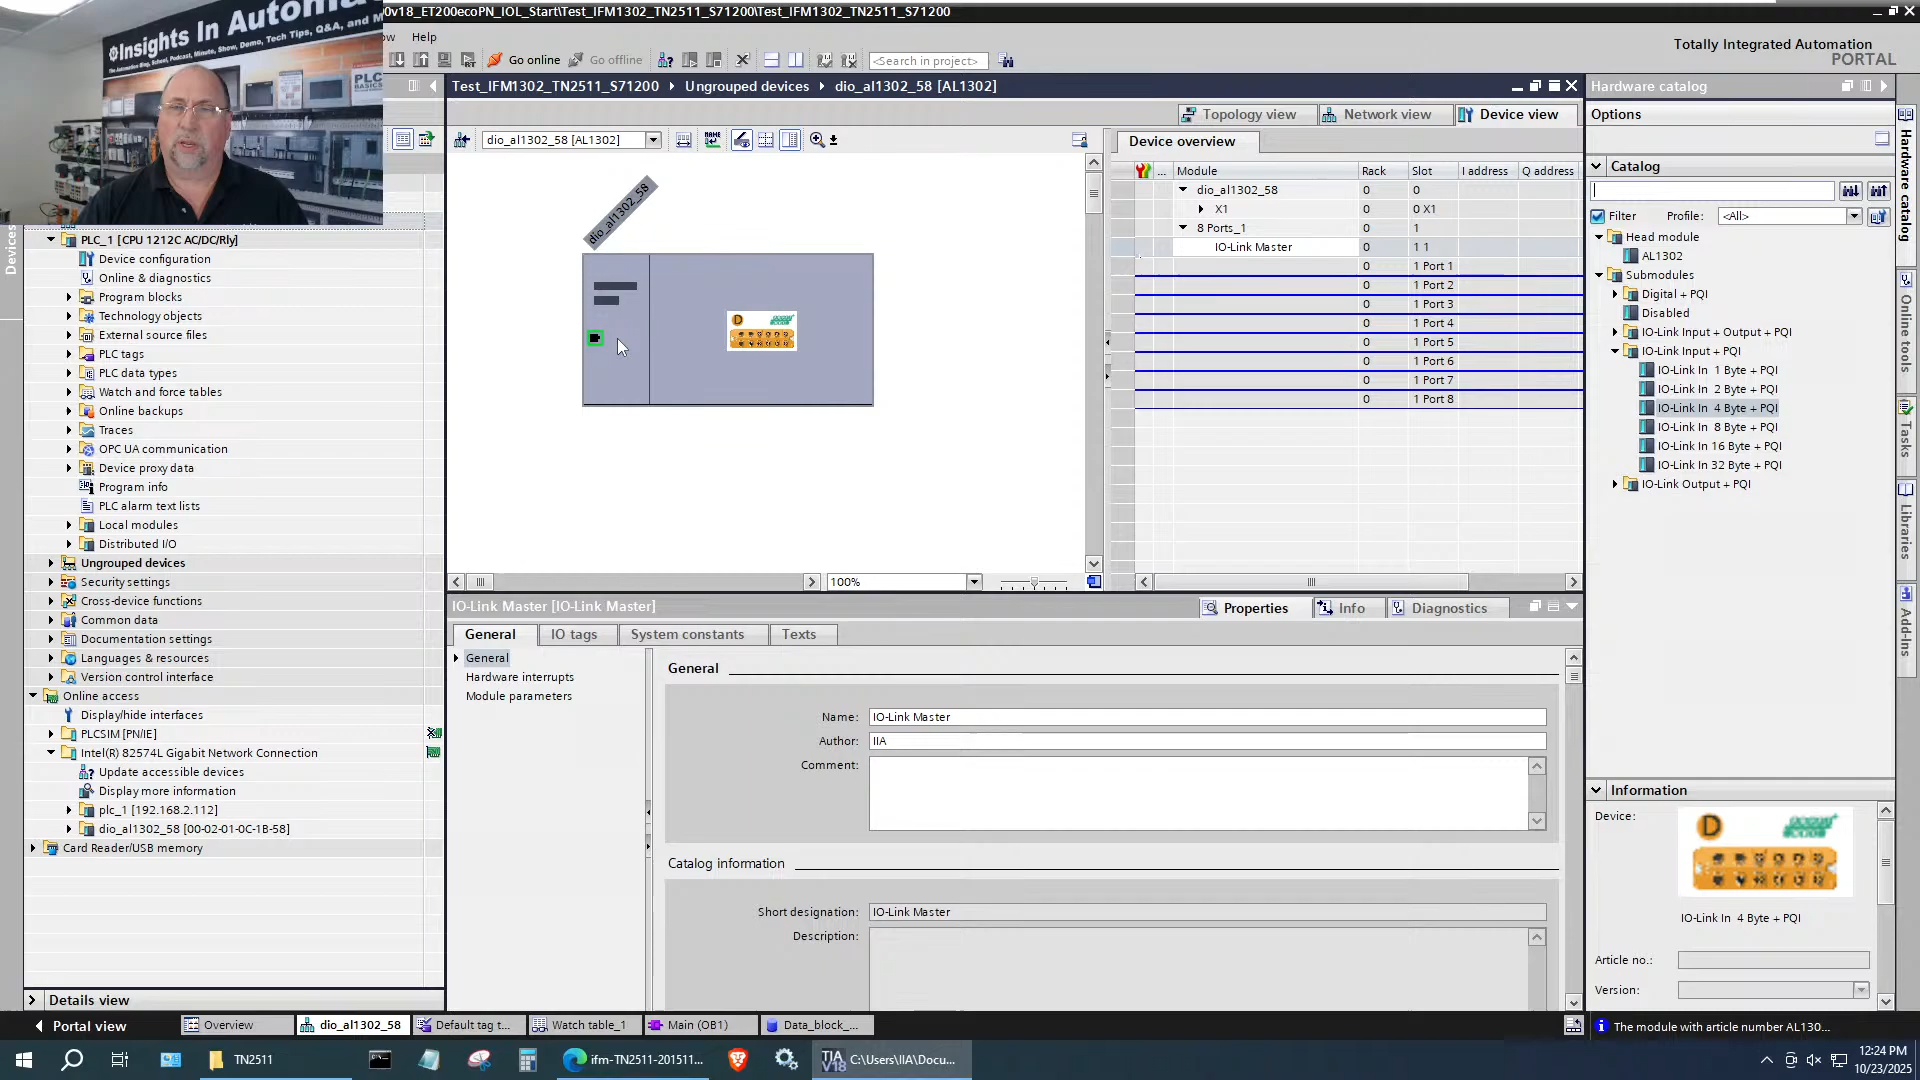 0v18_ET200ecoPN_IOL_Start\Test_IFM1302_TN2511_S71200\Test_IFM1302_TN2511_S71200
Insights In Automa
The Automation Blog, School, Podcast, Minute, Show, Demo, Tech Tips, Q&A, and M
PLC
BASICS
ow Help
Go online
Go offline
<Search in project>
Totally Integrated Automation
PORTAL
Test_IFM1302_TN2511_S71200 Ungrouped devices dio_al1302_58 [AL1302]
Topology view
Network view
Device view
dio_al1302_58 [AL1302]
dio_al1302_58
Devices
PLC_1 [CPU 1212C AC/DC/Rly]
Device configuration
Online & diagnostics
Program blocks
Technology objects
External source files
PLC tags
PLC data types
Watch and force tables
Online backups
Traces
OPC UA communication
Device proxy data
Program info
PLC alarm text lists
Local modules
Distributed I/O
Ungrouped devices
Security settings
Cross-device functions
Common data
Documentation settings
Languages & resources
Version control interface
Online access
Display/hide interfaces
PLCSIM [PN/IE]
Intel(R) 82574L Gigabit Network Connection
Update accessible devices
Display more information
plc_1 [192.168.2.112]
dio_al1302_58 [00-02-01-0C-1B-58]
Card Reader/USB memory
Details view
100%
Device overview
... Module Rack Slot I address Q address
dio_al1302_58 0 0
X1 0 0 X1
8 Ports_1 0 1
IO-Link Master 0 1 1
0 1 Port 1
0 1 Port 2
0 1 Port 3
0 1 Port 4
0 1 Port 5
0 1 Port 6
0 1 Port 7
0 1 Port 8
IO-Link Master [IO-Link Master]
Properties
Info
Diagnostics
General
IO tags
System constants
Texts
General
Hardware interrupts
Module parameters
General
Name: IO-Link Master
Author: IIA
Comment:
Catalog information
Short designation: IO-Link Master
Description:
Hardware catalog
Options
Catalog
Filter
Profile: <All>
Head module
AL1302
Submodules
Digital + PQI
Disabled
IO-Link Input + Output + PQI
IO-Link Input + PQI
IO-Link In 1 Byte + PQI
IO-Link In 2 Byte + PQI
IO-Link In 4 Byte + PQI
IO-Link In 8 Byte + PQI
IO-Link In 16 Byte + PQI
IO-Link In 32 Byte + PQI
IO-Link Output + PQI
Information
Device:
D
IO-Link In 4 Byte + PQI
Article no.:
Version:
Hardware catalog
Online tools
Tasks
Libraries
Add-Ins
Portal view
Overview
dio_al1302_58
Default tag t...
Watch table_1
Main (OB1)
Data_block_...
The module with article number AL130...
TN2511
ifm-TN2511-201511...
TIA
V18
C:\Users\IIA\Docu...
12:24 PM
10/23/2025